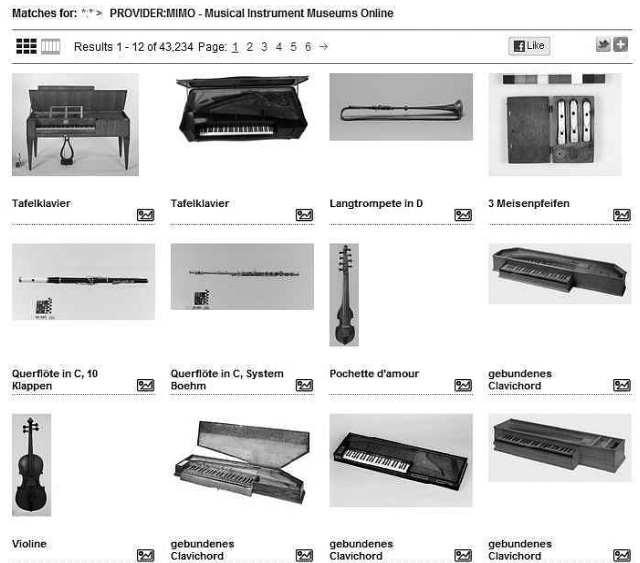 Matches for: *:* > PROVIDER:MIMO - Musical Instrument Museums Online
Results 1 - 12 of 43,234 Page: 1 2 3 4 5 6 →
Like
Tafelklavier
Tafelklavier
Langtrompete in D
3 Meisenpfeifen
Querflöte in C, 10
Klappen
Querflöte in C, System
Boehm
Pochette d'amour
gebundenes
Clavichord
Violine
gebundenes
Clavichord
gebundenes
Clavichord
gebundenes
Clavichord